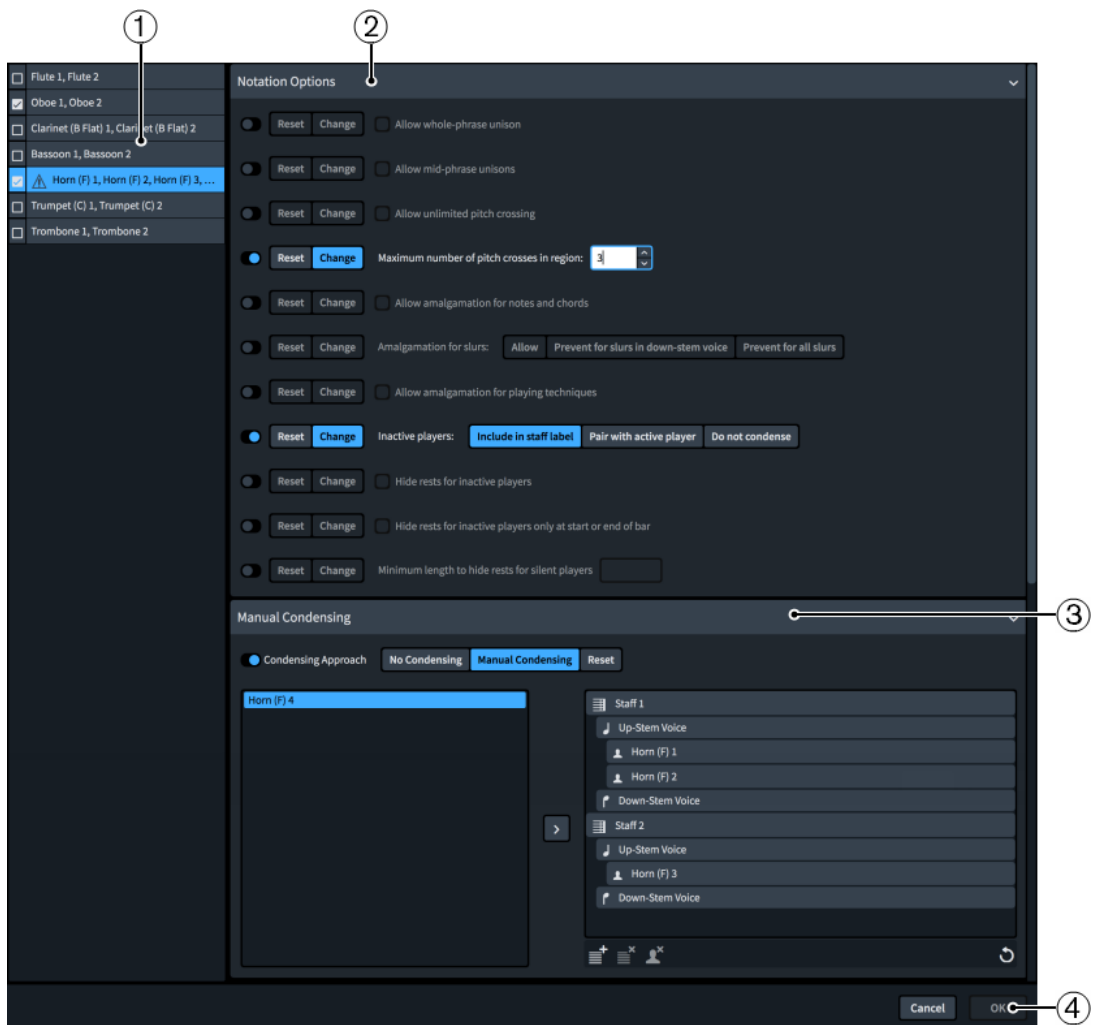 1 2
Flute 1, Flute 2
Oboe 1, Oboe 2
Clarinet (B Flat) 1, Clarinet (B Flat) 2
Bassoon 1, Bassoon 2
Horn (F) 1, Horn (F) 2, Horn (F) 3, ...
Trumpet (C) 1, Trumpet (C) 2
Trombone 1, Trombone 2
Notation Options
Reset Change Allow whole-phrase unison
Reset Change Allow mid-phrase unisons
Reset Change Allow unlimited pitch crossing
Reset Change Maximum number of pitch crosses in region: 3
Reset Change Allow amalgamation for notes and chords
Reset Change Amalgamation for slurs: Allow Prevent for slurs in down-stem voice Prevent for all slurs
Reset Change Allow amalgamation for playing techniques
Reset Change Inactive players: Include in staff label Pair with active player Do not condense
Reset Change Hide rests for inactive players
Reset Change Hide rests for inactive players only at start or end of bar
Reset Change Minimum length to hide rests for silent players
Manual Condensing
3
Condensing Approach No Condensing Manual Condensing Reset
Horn (F) 4
Staff 1
Up-Stem Voice
Horn (F) 1
Horn (F) 2
Down-Stem Voice
Staff 2
Up-Stem Voice
Horn (F) 3
Down-Stem Voice
Cancel OK
4